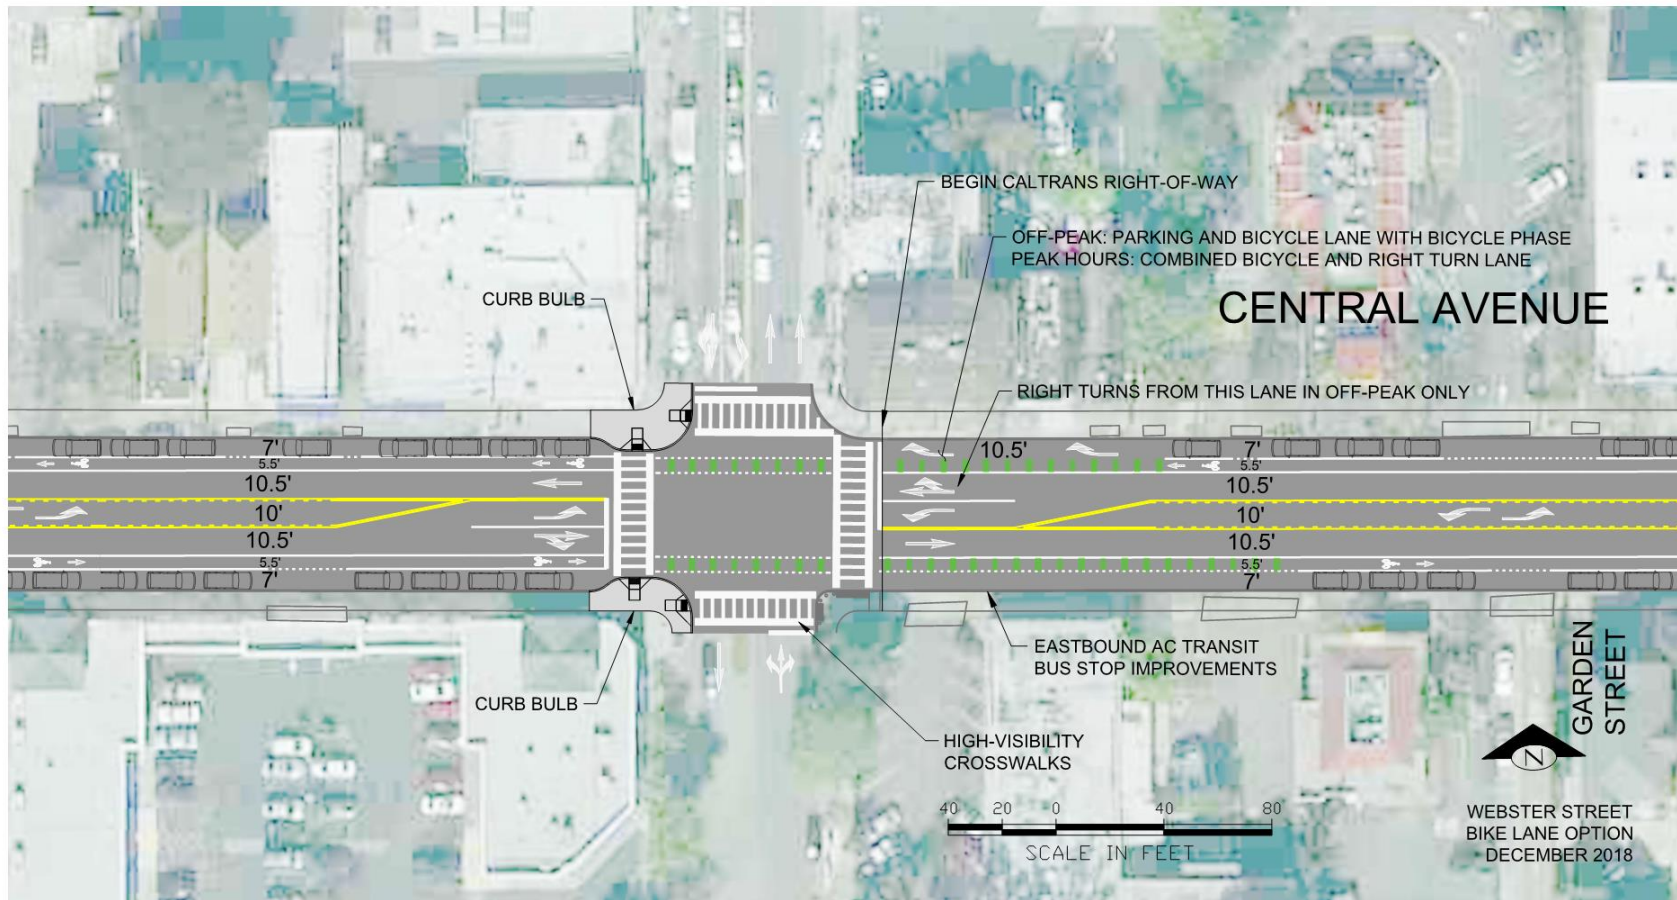 BEGIN CALTRANS RIGHT-OF-WAY
OFF-PEAK: PARKING AND BICYCLE LANE WITH BICYCLE PHASE
PEAK HOURS: COMBINED BICYCLE AND RIGHT TURN LANE
CURB BULB
CENTRAL AVENUE
RIGHT TURNS FROM THIS LANE IN OFF-PEAK ONLY
7'
5.5'
10.5'
10'
10.5'
5.5'
7'
10.5'
7'
5.5'
10.5'
10'
10.5'
5.5'
7'
EASTBOUND AC TRANSIT
BUS STOP IMPROVEMENTS
GARDEN
STREET
CURB BULB
HIGH-VISIBILITY
CROSSWALKS
N
40 20 0 40 80
SCALE IN FEET
WEBSTER STREET
BIKE LANE OPTION
DECEMBER 2018